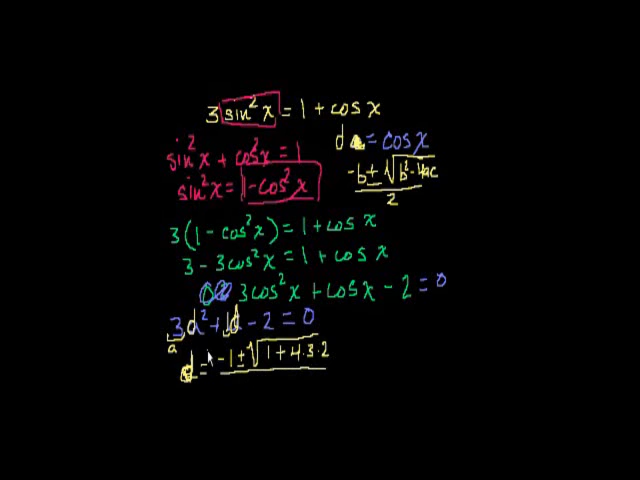 3 sin²x = 1 + cos x
sin²x + cos²x = 1
d = cos x
sin²x = 1 - cos²x
-b ± √b² - 4ac
2
3(1 - cos²x) = 1 + cos x
3 - 3cos²x = 1 + cos x
3cos²x + cos x - 2 = 0
3d² + 1d - 2 = 0
a
d = -1 ± √1 + 4·3·2